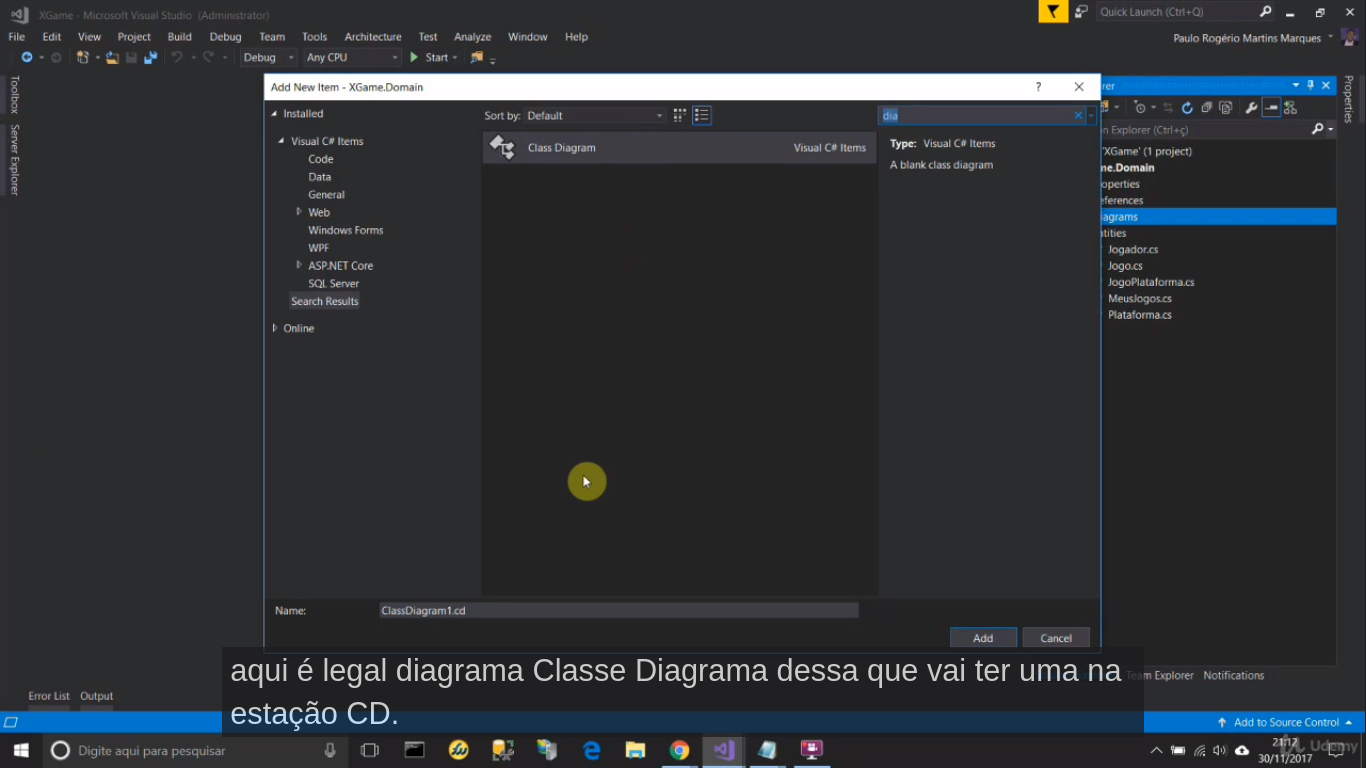 XGame - Microsoft Visual Studio (Administrator)
Quick Launch (Ctrl+Q)
File Edit View Project Build Debug Team Tools Architecture Test Analyze Window Help
Paulo Rogério Martins Marques
Debug Any CPU Start
Toolbox
Server Explorer
Properties
Add New Item - XGame.Domain
?
Installed
Visual C# Items
Code
Data
General
Web
Windows Forms
WPF
ASP.NET Core
SQL Server
Search Results
Online
Sort by: Default
Class Diagram Visual C# Items
dia
Type: Visual C# Items
A blank class diagram
rer
n Explorer (Ctrl+ç)
'XGame' (1 project)
ne.Domain
operties
eferences
iagrams
ntities
Jogador.cs
Jogo.cs
JogoPlataforma.cs
MeusJogos.cs
Plataforma.cs
Name: ClassDiagram1.cd
Add Cancel
aqui é legal diagrama Classe Diagrama dessa que vai ter uma na
estação CD.
Team Explorer Notifications
Error List Output
Add to Source Control
Digite aqui para pesquisar
21:12
30/11/2017
Udemy